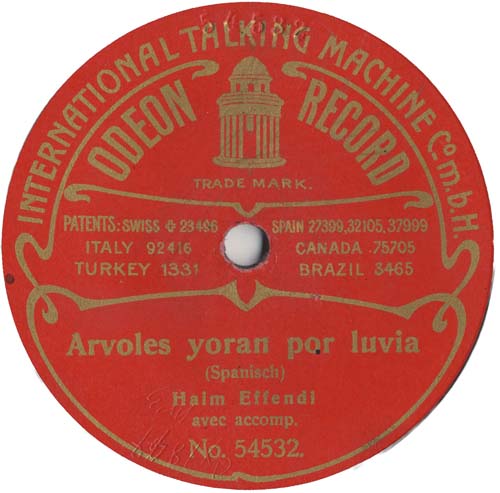 INTERNATIONAL TALKING MACHINE Co.m.b.H.
ODEON RECORD
TRADE MARK.
PATENTS: SWISS ✠ 23486 SPAIN 27399, 32105, 37999
ITALY 92416 CANADA .75705
TURKEY 1331 BRAZIL 3465
Arvoles yoran por luvia
(Spanisch)
Haim Effendi
avec accomp.
No. 54532.